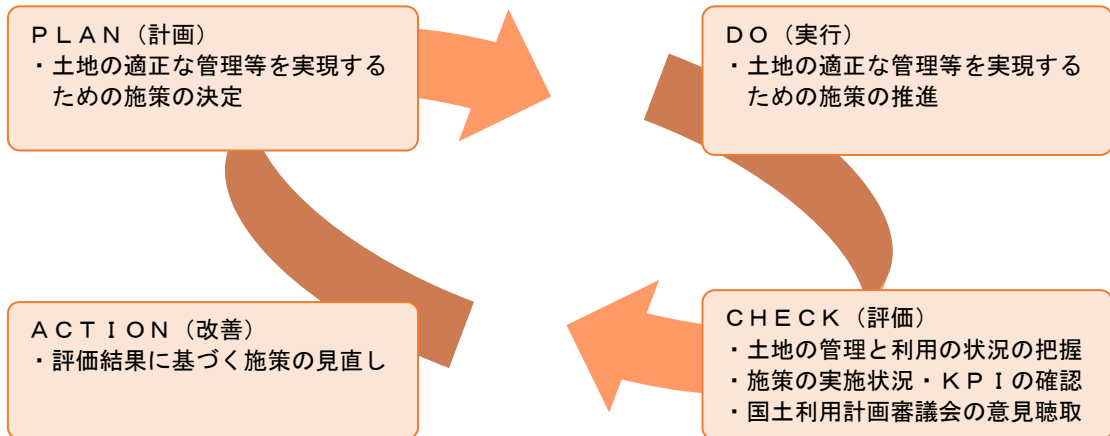 ＰＬＡＮ（計画）
・土地の適正な管理等を実現する
ための施策の決定
ＤＯ（実行）
・土地の適正な管理等を実現する
ための施策の推進
ＡＣＴＩＯＮ（改善）
・評価結果に基づく施策の見直し
ＣＨＥＣＫ（評価）
・土地の管理と利用の状況の把握
・施策の実施状況・ＫＰＩの確認
・国土利用計画審議会の意見聴取